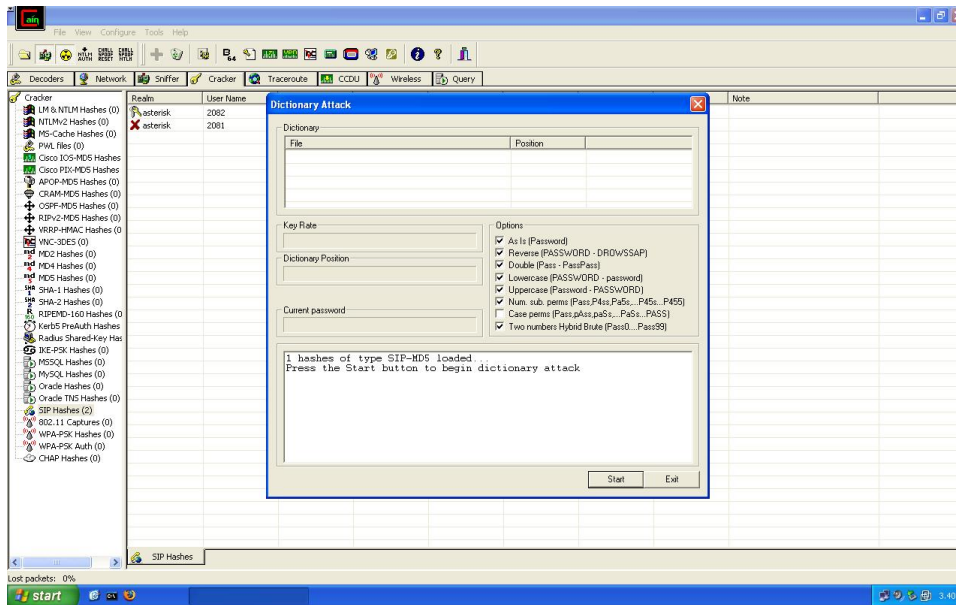 Cain
File View Configure Tools Help
Decoders Network Sniffer Cracker Traceroute CCDU Wireless Query
Cracker
LM & NTLM Hashes (0)
NTLMv2 Hashes (0)
MS-Cache Hashes (0)
PWL files (0)
Cisco IOS-MD5 Hashes
Cisco PIX-MD5 Hashes
APOP-MD5 Hashes (0)
CRAM-MD5 Hashes (0)
OSPF-MD5 Hashes (0)
RIPv2-MD5 Hashes (0)
VRRP-HMAC Hashes (0
VNC-3DES (0)
MD2 Hashes (0)
MD4 Hashes (0)
MD5 Hashes (0)
SHA-1 Hashes (0)
SHA-2 Hashes (0)
RIPEMD-160 Hashes (0
Kerb5 PreAuth Hashes
Radius Shared-Key Has
IKE-PSK Hashes (0)
MSSQL Hashes (0)
MySQL Hashes (0)
Oracle Hashes (0)
Oracle TNS Hashes (0)
SIP Hashes (2)
802.11 Captures (0)
WPA-PSK Hashes (0)
WPA-PSK Auth (0)
CHAP Hashes (0)
Realm User Name Note
asterisk 2082
asterisk 2081
Dictionary Attack
Dictionary
File Position
Key Rate
Dictionary Position
Current password
Options
As Is (Password)
Reverse (PASSWORD - DROWSSAP)
Double (Pass - PassPass)
Lowercase (PASSWORD - password)
Uppercase (Password - PASSWORD)
Num. sub. perms (Pass,P4ss,Pa5s,...P45s...P455)
Case perms (Pass,pAss,paSs,...PaSs...PASS)
Two numbers Hybrid Brute (Pass0....Pass99)
1 hashes of type SIP-MD5 loaded...
Press the Start button to begin dictionary attack
Start Exit
SIP Hashes
Lost packets: 0%
start
3.40